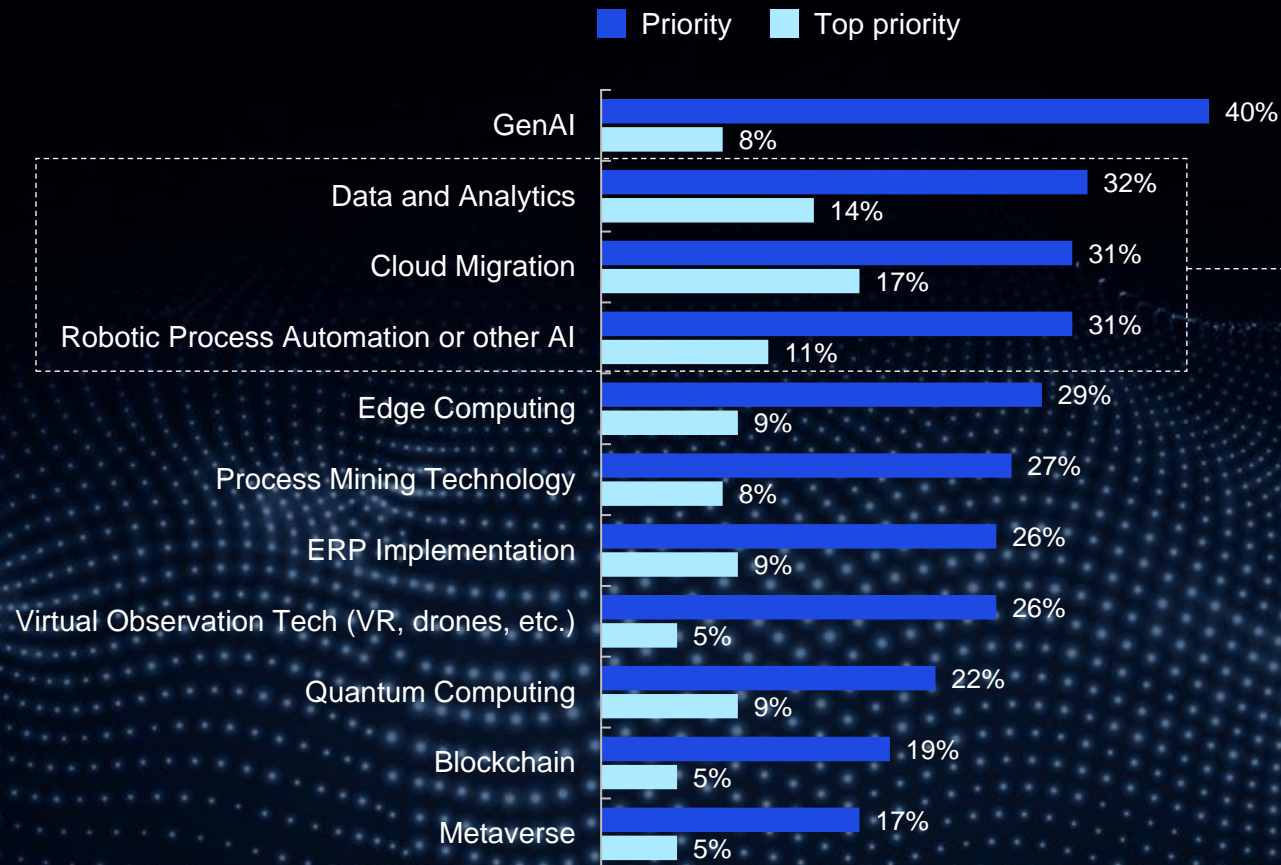 Priority
Top priority
GenAI
40%
8%
Data and Analytics
32%
14%
Cloud Migration
31%
17%
Robotic Process Automation or other AI
31%
11%
Edge Computing
29%
9%
Process Mining Technology
27%
8%
ERP Implementation
26%
9%
Virtual Observation Tech (VR, drones, etc.)
26%
5%
Quantum Computing
22%
9%
Blockchain
19%
5%
Metaverse
17%
5%